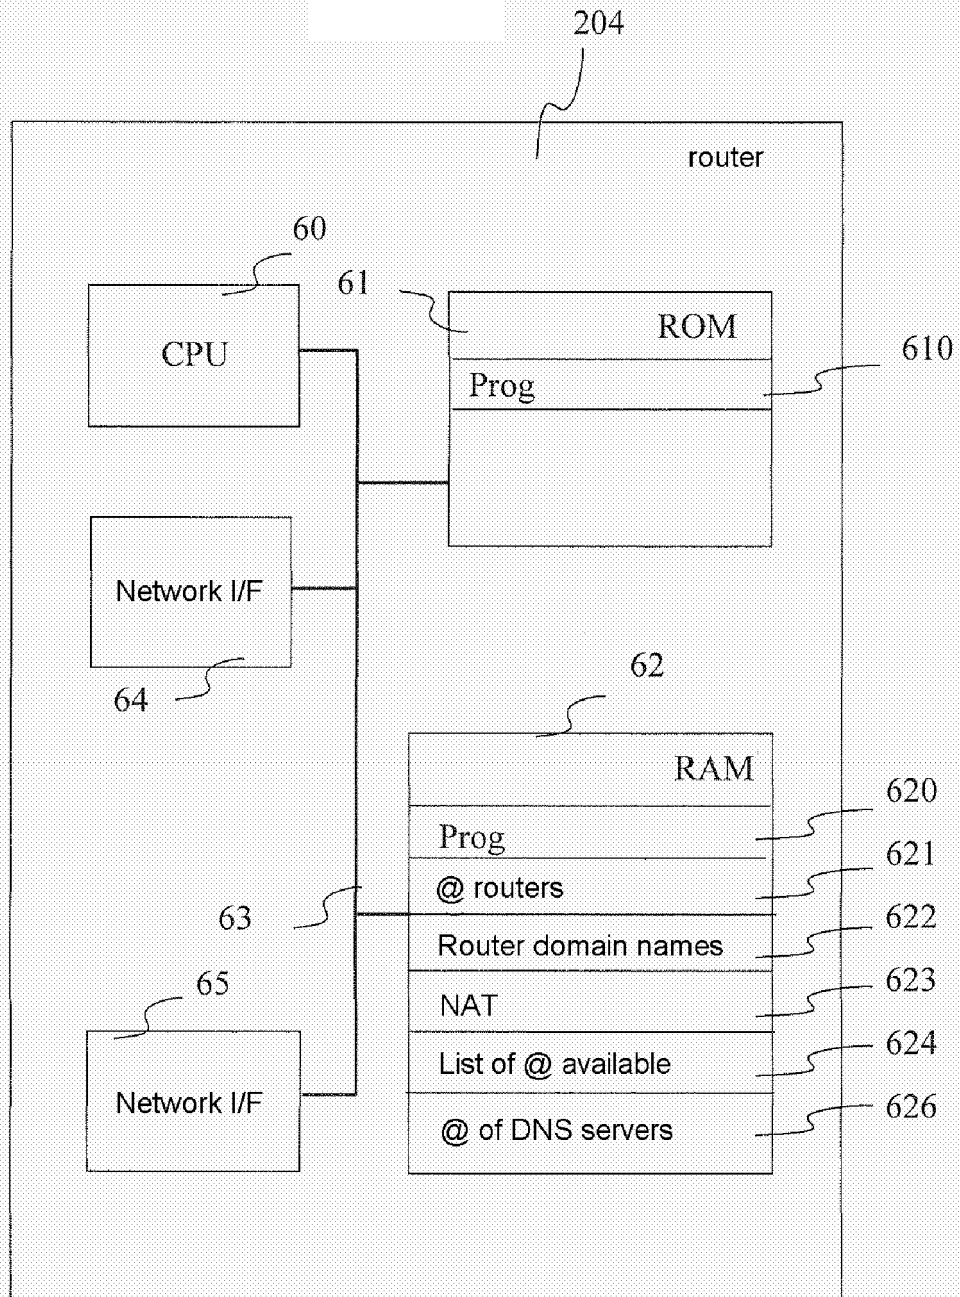 204
router
60
61
CPU
ROM
610
Prog
Network I/F
64
62
RAM
620
Prog
621
@ routers
63
622
Router domain names
65
623
NAT
624
List of @ available
Network I/F
626
@ of DNS servers